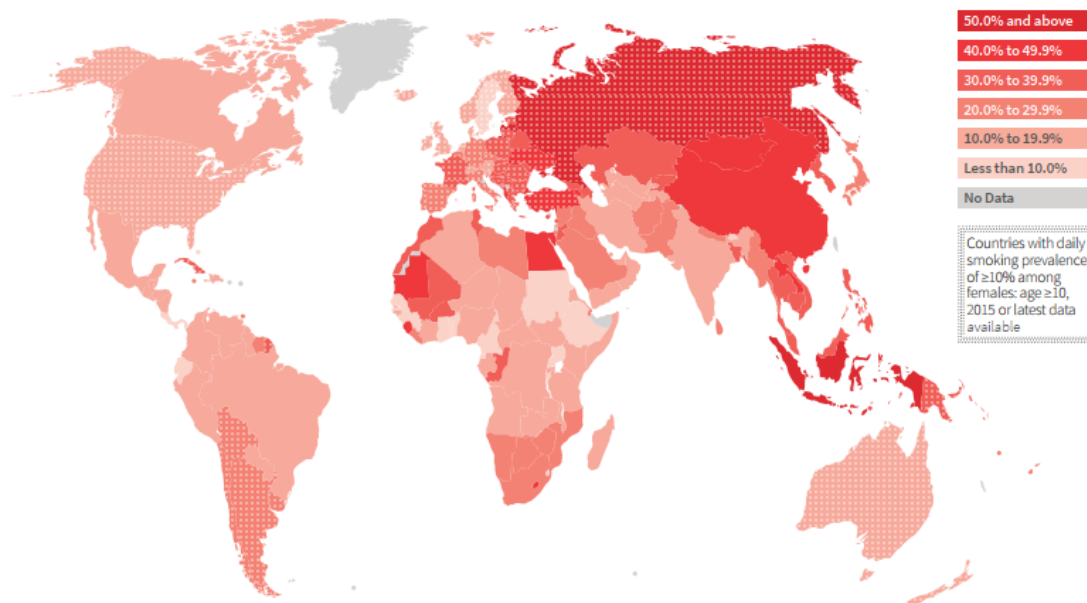 50.0% and above
40.0% to 49.9%
30.0% to 39.9%
20.0% to 29.9%
10.0% to 19.9%
Less than 10.0%
No Data
Countries with daily
smoking prevalence
of ≥10% among
females: age ≥10,
2015 or latest data
available